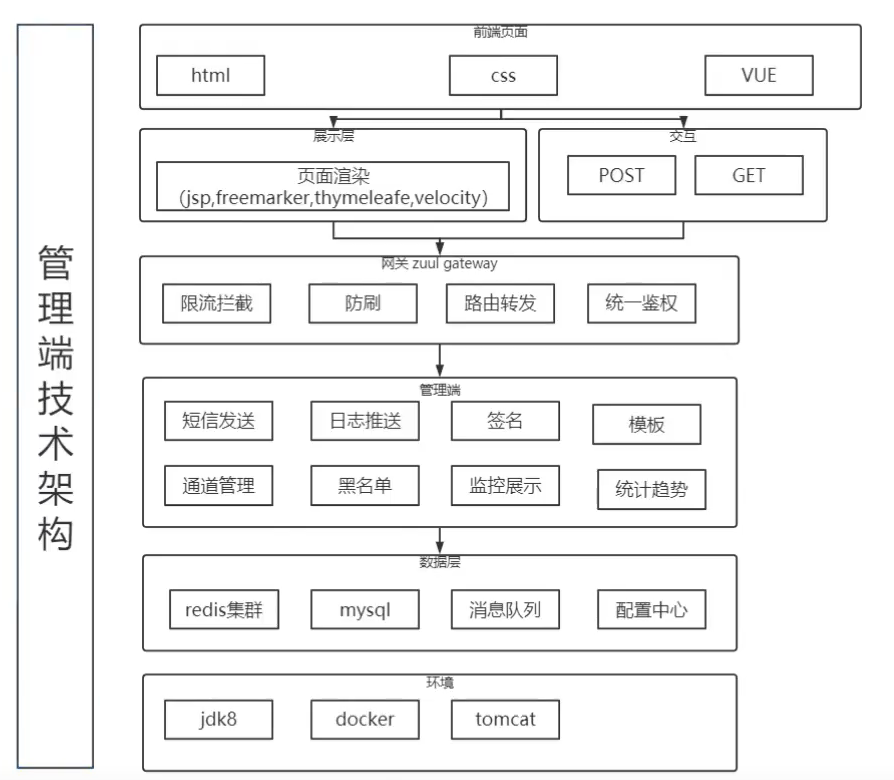 管理端技术架构
前端页面
html
css
VUE
展示层
页面渲染
（jsp,freemarker,thymeleafe,velocity）
交互
POST
GET
网关 zuul gateway
限流拦截
防刷
路由转发
统一鉴权
管理端
短信发送
日志推送
签名
模板
通道管理
黑名单
监控展示
统计趋势
数据层
redis集群
mysql
消息队列
配置中心
环境
jdk8
docker
tomcat